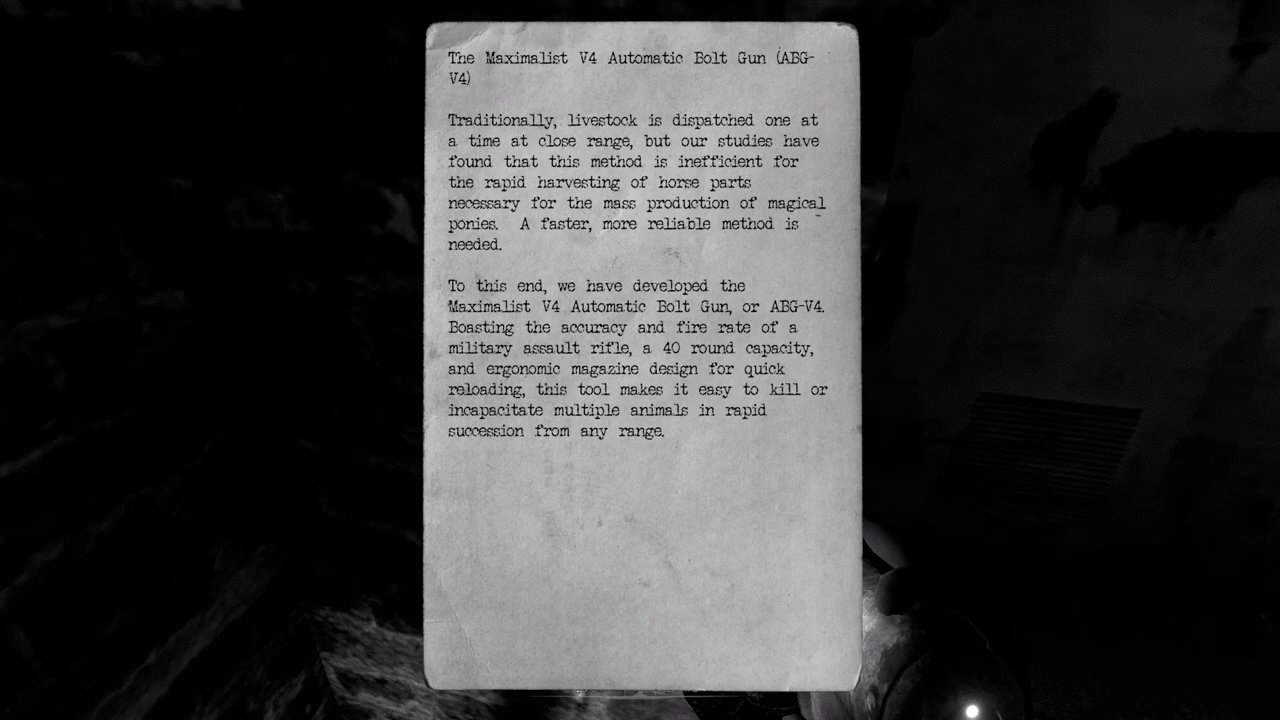 The Maximalist V4 Automatic Bolt Gun (ABG-
V4)
Traditionally, livestock is dispatched one at
a time at close range, but our studies have
found that this method is inefficient for
the rapid harvesting of horse parts
necessary for the mass production of magical
ponies.  A faster, more reliable method is
needed.
To this end, we have developed the
Maximalist V4 Automatic Bolt Gun, or ABG-V4.
Boasting the accuracy and fire rate of a
military assault rifle, a 40 round capacity,
and ergonomic magazine design for quick
reloading, this tool makes it easy to kill or
incapacitate multiple animals in rapid
succession from any range.